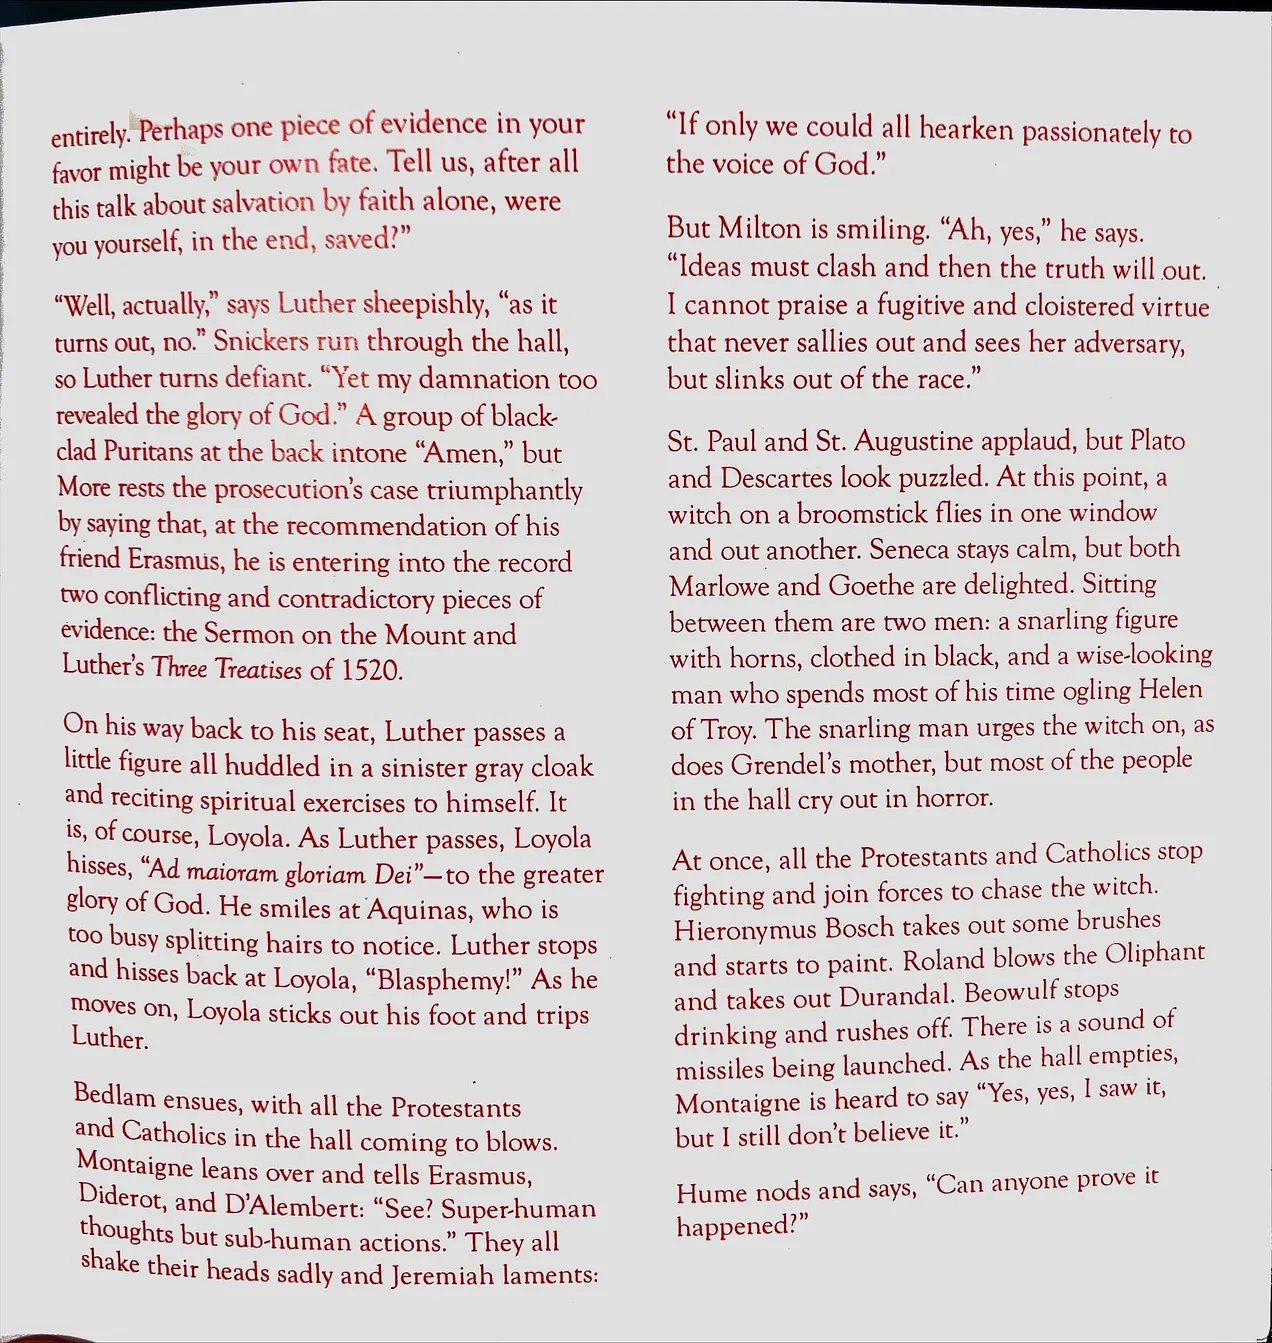 entirely. Perhaps one piece of evidence in your
favor might be your own fate. Tell us, after all
this talk about salvation by faith alone, were
you yourself, in the end, saved?”
“Well, actually,” says Luther sheepishly, “as it
turns out, no.” Snickers run through the hall,
so Luther turns defiant. “Yet my damnation too
revealed the glory of God.” A group of black-
clad Puritans at the back intone “Amen,” but
More rests the prosecution’s case triumphantly
by saying that, at the recommendation of his
friend Erasmus, he is entering into the record
two conflicting and contradictory pieces of
evidence: the Sermon on the Mount and
Luther’s Three Treatises of 1520.
On his way back to his seat, Luther passes a
little figure all huddled in a sinister gray cloak
and reciting spiritual exercises to himself. It
is, of course, Loyola. As Luther passes, Loyola
hisses, “Ad maioram gloriam Dei”—to the greater
glory of God. He smiles at Aquinas, who is
too busy splitting hairs to notice. Luther stops
and hisses back at Loyola, “Blasphemy!” As he
moves on, Loyola sticks out his foot and trips
Luther.
Bedlam ensues, with all the Protestants
and Catholics in the hall coming to blows.
Montaigne leans over and tells Erasmus,
Diderot, and D’Alembert: “See? Super-human
thoughts but sub-human actions.” They all
shake their heads sadly and Jeremiah laments:
“If only we could all hearken passionately to
the voice of God.”
But Milton is smiling. “Ah, yes,” he says.
“Ideas must clash and then the truth will out.
I cannot praise a fugitive and cloistered virtue
that never sallies out and sees her adversary,
but slinks out of the race.”
St. Paul and St. Augustine applaud, but Plato
and Descartes look puzzled. At this point, a
witch on a broomstick flies in one window
and out another. Seneca stays calm, but both
Marlowe and Goethe are delighted. Sitting
between them are two men: a snarling figure
with horns, clothed in black, and a wise-looking
man who spends most of his time ogling Helen
of Troy. The snarling man urges the witch on, as
does Grendel’s mother, but most of the people
in the hall cry out in horror.
At once, all the Protestants and Catholics stop
fighting and join forces to chase the witch.
Hieronymus Bosch takes out some brushes
and starts to paint. Roland blows the Oliphant
and takes out Durandal. Beowulf stops
drinking and rushes off. There is a sound of
missiles being launched. As the hall empties,
Montaigne is heard to say “Yes, yes, I saw it,
but I still don’t believe it.”
Hume nods and says, “Can anyone prove it
happened?”